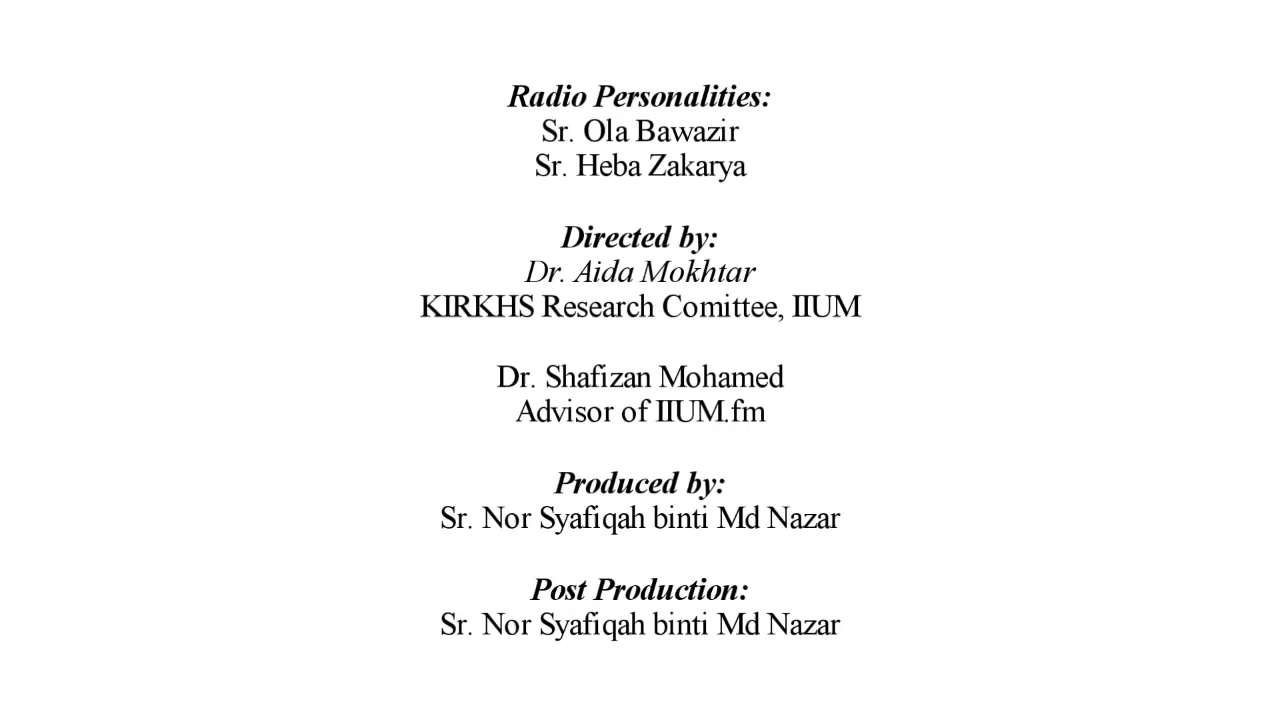 Radio Personalities:
Sr. Ola Bawazir
Sr. Heba Zakarya
Directed by:
Dr. Aida Mokhtar
KIRKHS Research Comittee, IIUM
Dr. Shafizan Mohamed
Advisor of IIUM.fm
Produced by:
Sr. Nor Syafiqah binti Md Nazar
Post Production:
Sr. Nor Syafiqah binti Md Nazar